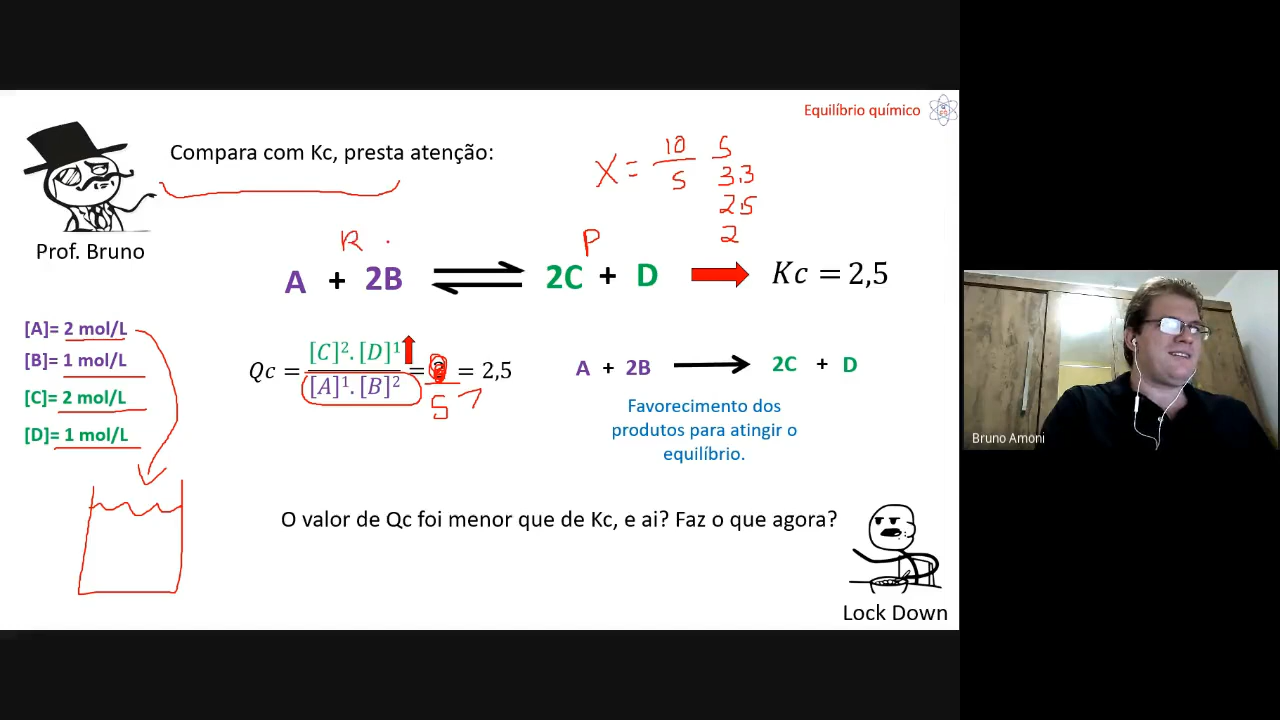 Equilíbrio químico
Compara com Kc, presta atenção:
X = 10/5
5
3.3
2.5
2
Prof. Bruno
R
P
A + 2B ⇌ 2C + D
Kc = 2,5
[A]= 2 mol/L
[B]= 1 mol/L
[C]= 2 mol/L
[D]= 1 mol/L
Qc = [C]². [D]¹ / [A]¹. [B]² = = 2,5
5
A + 2B → 2C + D
Favorecimento dos
produtos para atingir o
equilíbrio.
Bruno Amoni
O valor de Qc foi menor que de Kc, e ai? Faz o que agora?
Lock Down